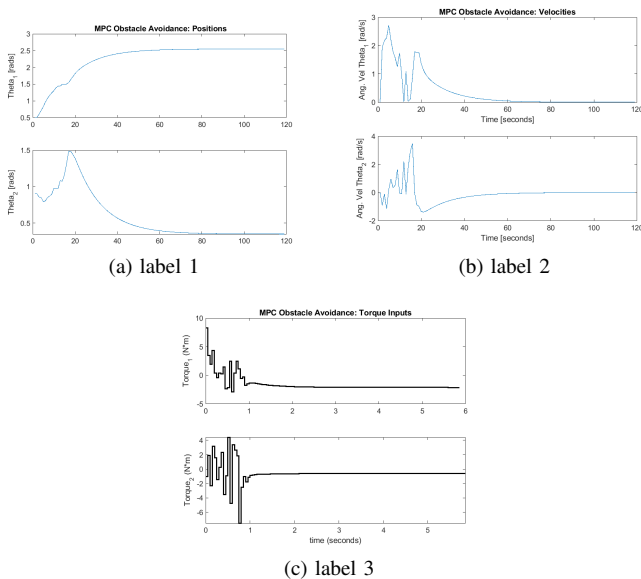 MPC Obstacle Avoidance: Positions
Theta1 [rads]
3
2.5
2
1.5
1
0.5
0 20 40 60 80 100 120
Theta2 [rads]
1.5
1
0.5
0 20 40 60 80 100 120
(a) label 1
MPC Obstacle Avoidance: Velocities
Ang. Vel Theta1 [rad/s]
3
2
1
0
0 20 40 60 80 100 120
Time [seconds]
Ang. Vel Theta2 [rad/s]
4
2
0
-2
0 20 40 60 80 100 120
Time [seconds]
(b) label 2
MPC Obstacle Avoidance: Torque Inputs
Torque1 (N*m)
10
5
0
-5
0 1 2 3 4 5 6
Torque2 (N*m)
4
2
0
-2
-4
-6
0 1 2 3 4 5
time (seconds)
(c) label 3